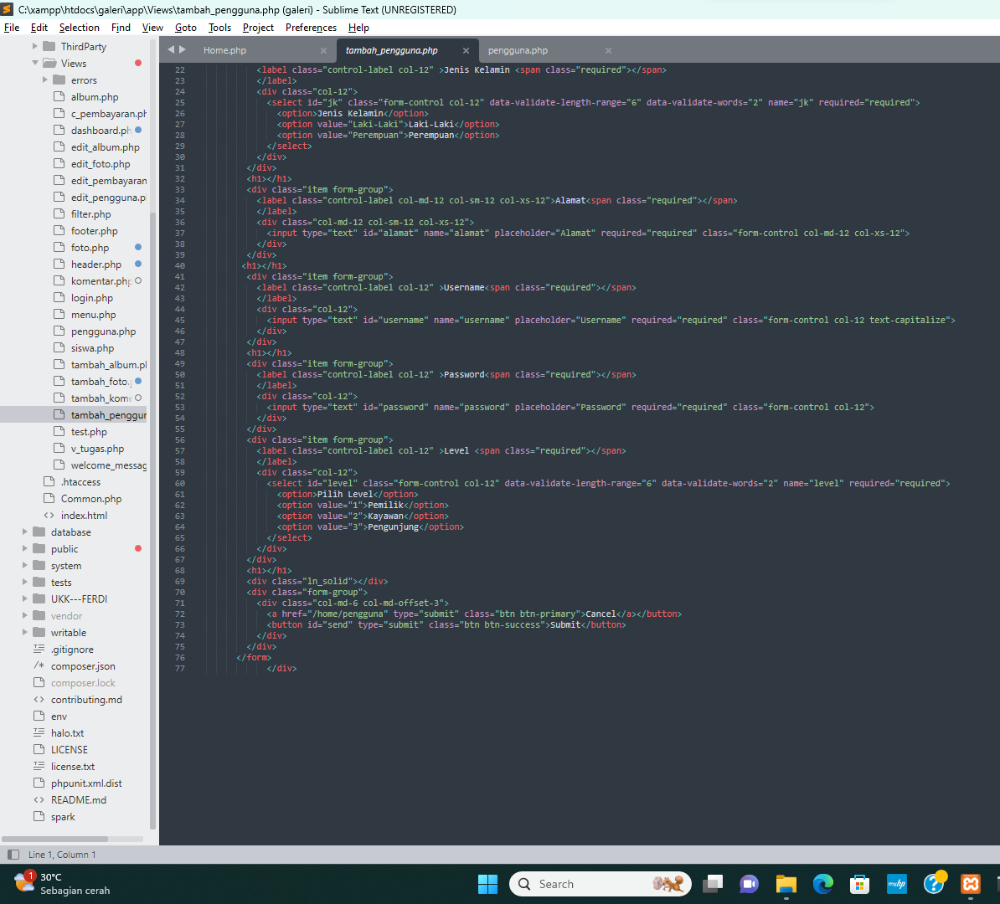 C:\xampp\htdocs\galeri\app\Views\tambah_pengguna.php (galeri) - Sublime Text (UNREGISTERED)
File Edit Selection Find View Goto Tools Project Preferences Help
ThirdParty
Views
errors
album.php
c_pembayaran.ph
dashboard.ph
edit_album.php
edit_foto.php
edit_pembayaran
edit_pengguna.p
filter.php
footer.php
foto.php
header.php
komentar.php
login.php
menu.php
pengguna.php
siswa.php
tambah_album.pl
tambah_foto.
tambah_kome
tambah_penggur
test.php
v_tugas.php
welcome_messag
.htaccess
Common.php
<> index.html
database
public
system
tests
UKK---FERDI
vendor
writable
.gitignore
/* composer.json
composer.lock
<> contributing.md
env
halo.txt
LICENSE
license.txt
phpunit.xml.dist
<> README.md
spark
Home.php × tambah_pengguna.php × pengguna.php ×
22 <label class="control-label col-12" >Jenis Kelamin <span class="required"></span>
23 </label>
24 <div class="col-12">
25 <select id="jk" class="form-control col-12" data-validate-length-range="6" data-validate-words="2" name="jk" required="required">
26 <option>Jenis Kelamin</option>
27 <option value="Laki-Laki">Laki-Laki</option>
28 <option value="Perempuan">Perempuan</option>
29 </select>
30 </div>
31 </div>
32 <h1></h1>
33 <div class="item form-group">
34 <label class="control-label col-md-12 col-sm-12 col-xs-12">Alamat<span class="required"></span>
35 </label>
36 <div class="col-md-12 col-sm-12 col-xs-12">
37 <input type="text" id="alamat" name="alamat" placeholder="Alamat" required="required" class="form-control col-md-12 col-xs-12">
38 </div>
39 </div>
40 <h1></h1>
41 <div class="item form-group">
42 <label class="control-label col-12" >Username<span class="required"></span>
43 </label>
44 <div class="col-12">
45 <input type="text" id="username" name="username" placeholder="Username" required="required" class="form-control col-12 text-capitalize">
46 </div>
47 </div>
48 <h1></h1>
49 <div class="item form-group">
50 <label class="control-label col-12" >Password<span class="required"></span>
51 </label>
52 <div class="col-12">
53 <input type="text" id="password" name="password" placeholder="Password" required="required" class="form-control col-12">
54 </div>
55 </div>
56 <div class="item form-group">
57 <label class="control-label col-12" >Level <span class="required"></span>
58 </label>
59 <div class="col-12">
60 <select id="level" class="form-control col-12" data-validate-length-range="6" data-validate-words="2" name="level" required="required">
61 <option>Pilih Level</option>
62 <option value="1">Pemilik</option>
63 <option value="2">Kayawan</option>
64 <option value="3">Pengunjung</option>
65 </select>
66 </div>
67 </div>
68 <h1></h1>
69 <div class="ln_solid"></div>
70 <div class="form-group">
71 <div class="col-md-6 col-md-offset-3">
72 <a href="/home/pengguna" type="submit" class="btn btn-primary">Cancel</a></button>
73 <button id="send" type="submit" class="btn btn-success">Submit</button>
74 </div>
75 </div>
76 </form>
77 </div>
Line 1, Column 1
1
30°C
Sebagian cerah
Search
myhp